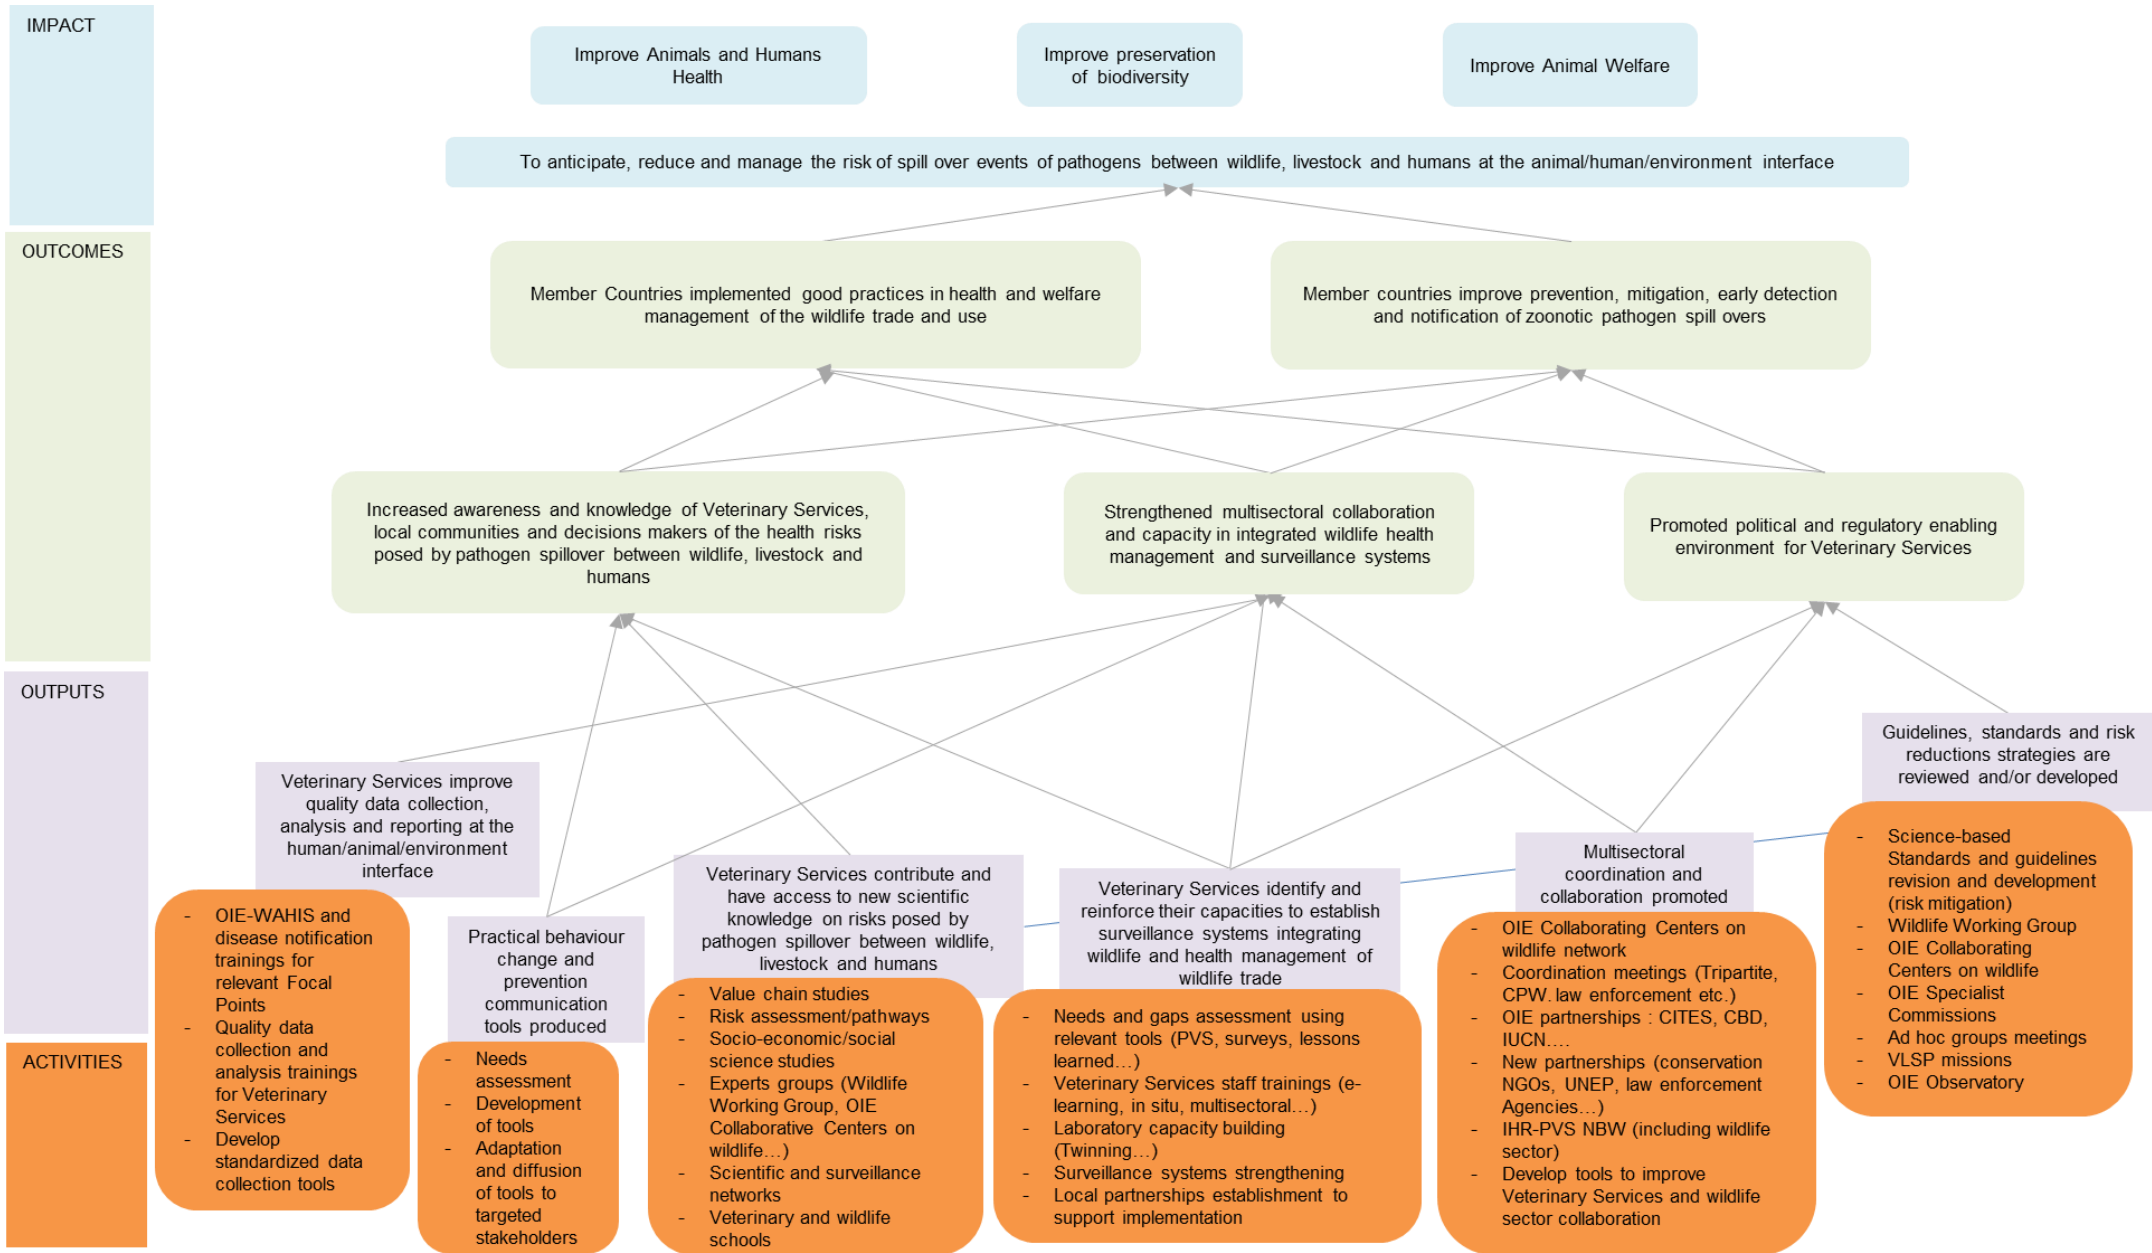 IMPACT
Improve Animals and Humans
Health
Improve preservation
of biodiversity
Improve Animal Welfare
To anticipate, reduce and manage the risk of spill over events of pathogens between wildlife, livestock and humans at the animal/human/environment interface
OUTCOMES
Member Countries implemented good practices in health and welfare
management of the wildlife trade and use
Member countries improve prevention, mitigation, early detection
and notification of zoonotic pathogen spill overs
Increased awareness and knowledge of Veterinary Services,
local communities and decisions makers of the health risks
posed by pathogen spillover between wildlife, livestock and
humans
Strengthened multisectoral collaboration
and capacity in integrated wildlife health
management and surveillance systems
Promoted political and regulatory enabling
environment for Veterinary Services
OUTPUTS
Veterinary Services improve
quality data collection,
analysis and reporting at the
human/animal/environment
interface
Practical behaviour
change and
prevention
communication
tools produced
Veterinary Services contribute and
have access to new scientific
knowledge on risks posed by
pathogen spillover between wildlife,
livestock and humans
Veterinary Services identify and
reinforce their capacities to establish
surveillance systems integrating
wildlife and health management of
wildlife trade
Multisectoral
coordination and
collaboration promoted
Guidelines, standards and risk
reductions strategies are
reviewed and/or developed
ACTIVITIES
- OIE-WAHIS and
disease notification
trainings for
relevant Focal
Points
- Quality data
collection and
analysis trainings
for Veterinary
Services
- Develop
standardized data
collection tools
- Needs
assessment
- Development
of tools
- Adaptation
and diffusion
of tools to
targeted
stakeholders
- Value chain studies
- Risk assessment/pathways
- Socio-economic/social
science studies
- Experts groups (Wildlife
Working Group, OIE
Collaborative Centers on
wildlife…)
- Scientific and surveillance
networks
- Veterinary and wildlife
schools
- Needs and gaps assessment using
relevant tools (PVS, surveys, lessons
learned…)
- Veterinary Services staff trainings (e-
learning, in situ, multisectoral…)
- Laboratory capacity building
(Twinning…)
- Surveillance systems strengthening
- Local partnerships establishment to
support implementation
- OIE Collaborating Centers on
wildlife network
- Coordination meetings (Tripartite,
CPW. law enforcement etc.)
- OIE partnerships : CITES, CBD,
IUCN….
- New partnerships (conservation
NGOs, UNEP, law enforcement
Agencies…)
- IHR-PVS NBW (including wildlife
sector)
- Develop tools to improve
Veterinary Services and wildlife
sector collaboration
- Science-based
Standards and guidelines
revision and development
(risk mitigation)
- Wildlife Working Group
- OIE Collaborating
Centers on wildlife
- OIE Specialist
Commissions
- Ad hoc groups meetings
- VLSP missions
- OIE Observatory